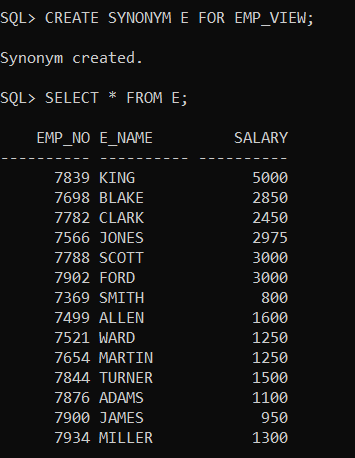 SQL> CREATE SYNONYM E FOR EMP_VIEW;
Synonym created.
SQL> SELECT * FROM E;
EMP_NO E_NAME SALARY
---------- ---------- ----------
7839 KING 5000
7698 BLAKE 2850
7782 CLARK 2450
7566 JONES 2975
7788 SCOTT 3000
7902 FORD 3000
7369 SMITH 800
7499 ALLEN 1600
7521 WARD 1250
7654 MARTIN 1250
7844 TURNER 1500
7876 ADAMS 1100
7900 JAMES 950
7934 MILLER 1300